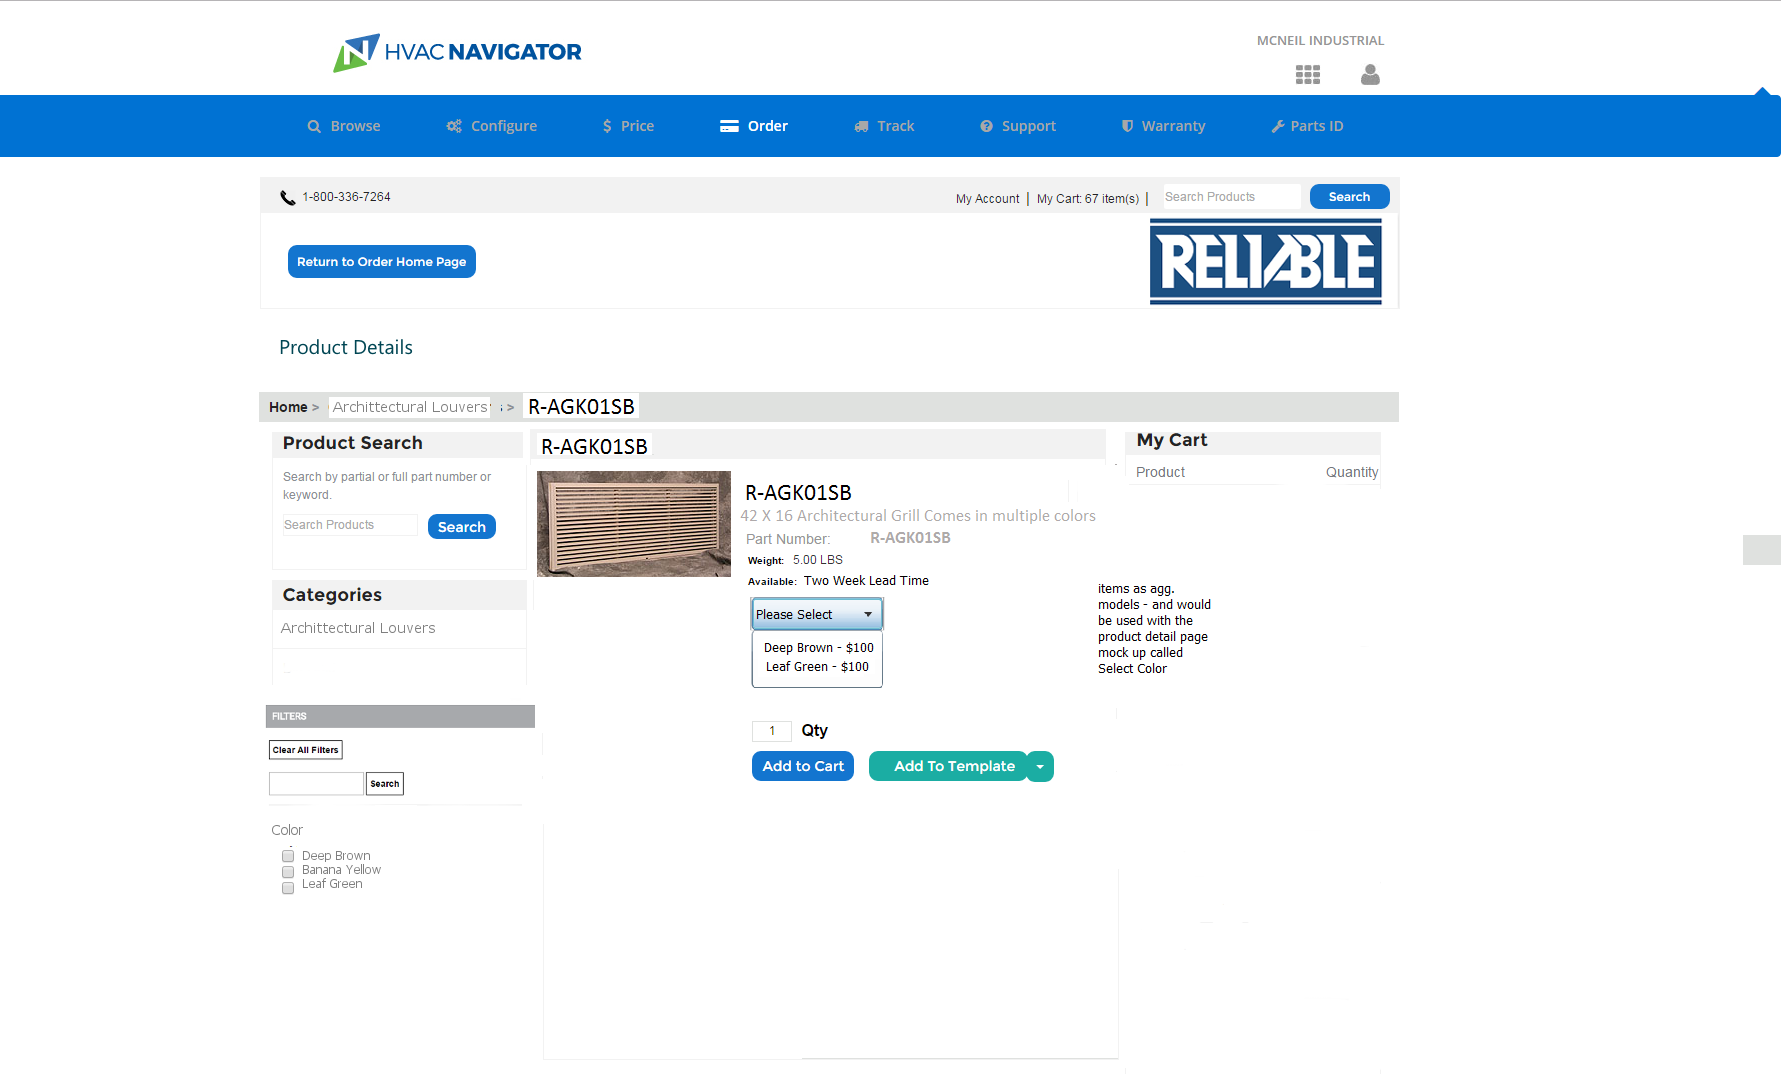 HVAC NAVIGATOR
MCNEIL INDUSTRIAL
Browse
Configure
Price
Order
Track
Support
Warranty
Parts ID
1-800-336-7264
My Account | My Cart: 67 item(s) |
Search Products
Search
Return to Order Home Page
RELIABLE
Product Details
Home > Archittectural Louvers > R-AGK01SB
Product Search
Search by partial or full part number or
keyword.
Search Products
Search
Categories
Archittectural Louvers
FILTERS
Clear All Filters
Search
Color
Deep Brown
Banana Yellow
Leaf Green
R-AGK01SB
R-AGK01SB
42 X 16 Architectural Grill Comes in multiple colors
Part Number: R-AGK01SB
Weight: 5.00 LBS
Available: Two Week Lead Time
Please Select
Deep Brown - $100
Leaf Green - $100
1 Qty
Add to Cart
Add To Template
My Cart
Product Quantity
items as agg.
models - and would
be used with the
product detail page
mock up called
Select Color